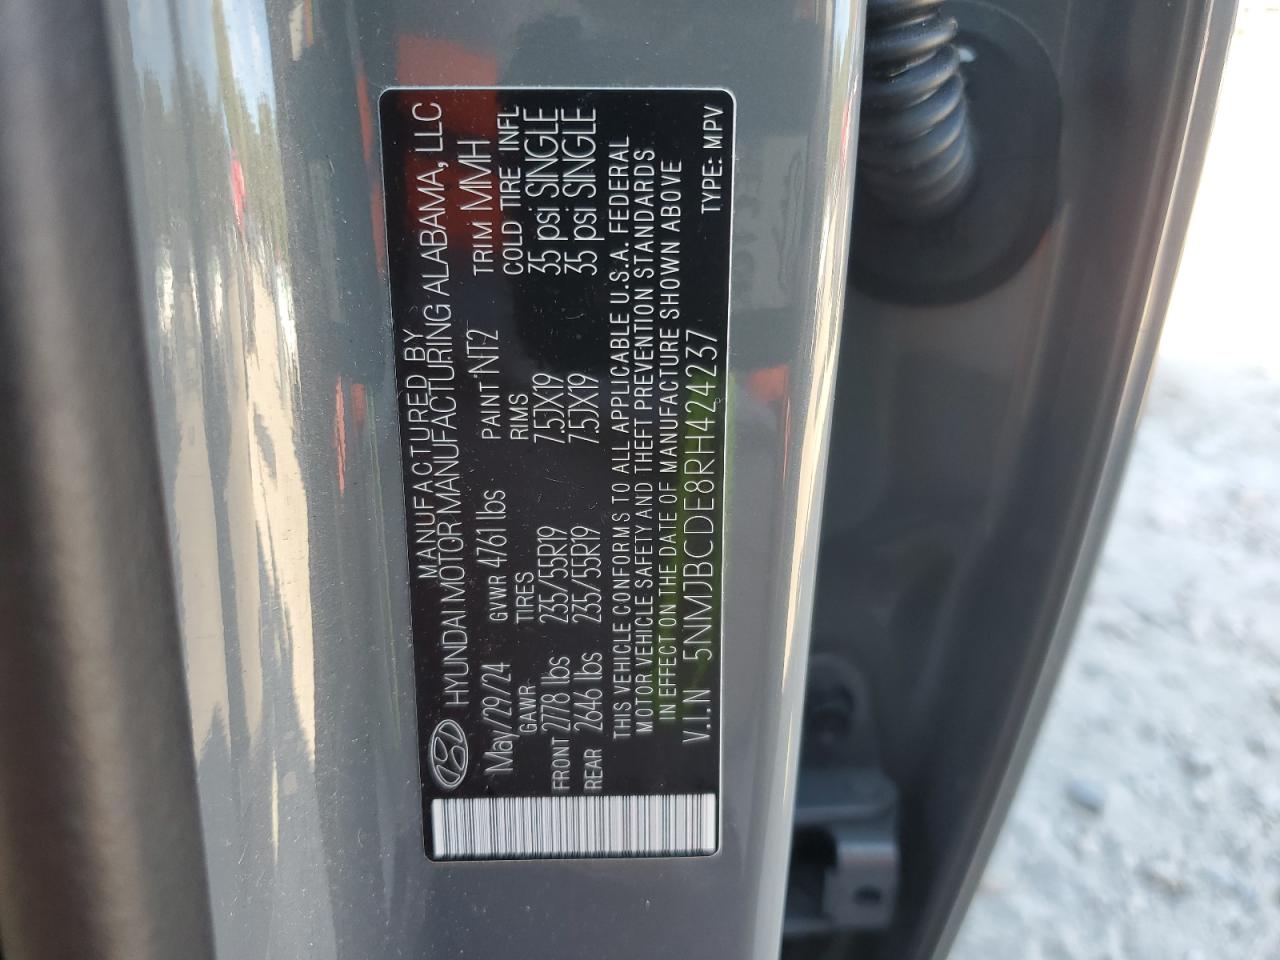 MANUFACTURED BY
HYUNDAI MOTOR MANUFACTURING ALABAMA, LLC
May/29/24 GVWR 4761 lbs PAINT NT2 TRIM MMH
GAWR TIRES RIMS COLD TIRE INFL
FRONT 2778 lbs 235/55R19 7.5JX19 35 psi SINGLE
REAR 2646 lbs 235/55R19 7.5JX19 35 psi SINGLE
THIS VEHICLE CONFORMS TO ALL APPLICABLE U.S.A. FEDERAL
MOTOR VEHICLE SAFETY AND THEFT PREVENTION STANDARDS
IN EFFECT ON THE DATE OF MANUFACTURE SHOWN ABOVE
V.I.N 5NMJBCDE8RH424237 TYPE: MPV